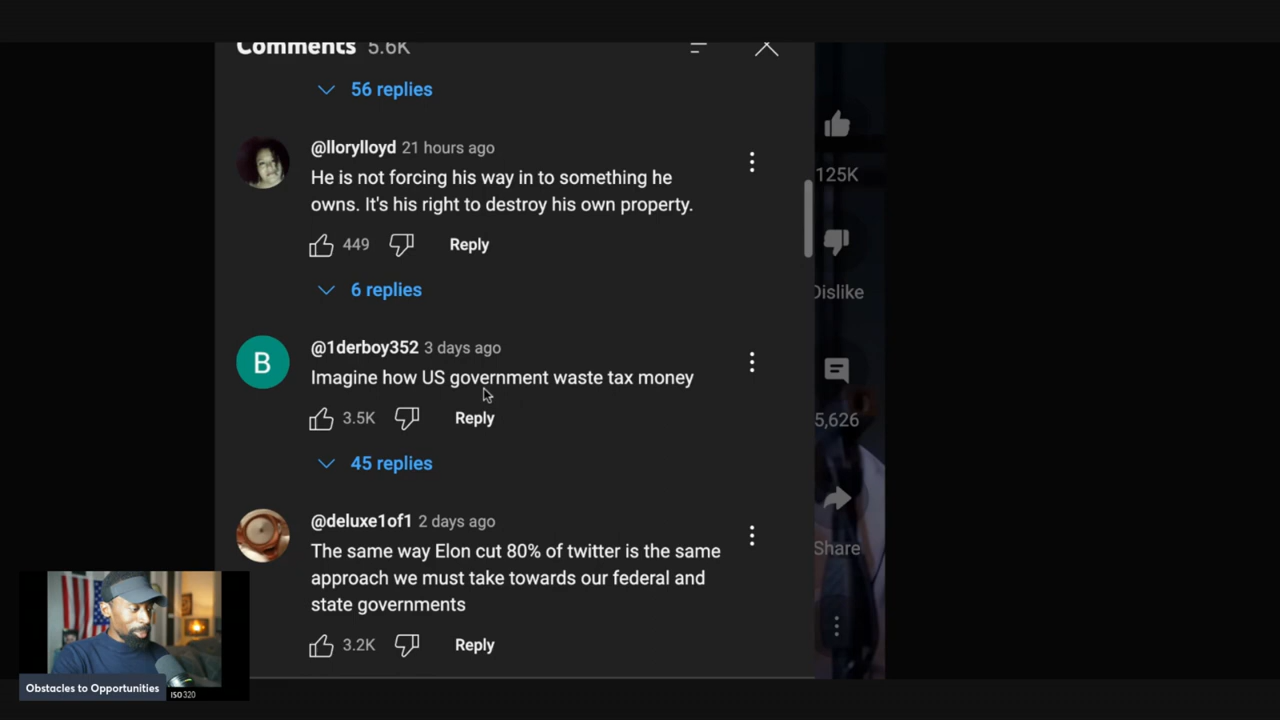 Comments 5.6K
56 replies
@llorylloyd 21 hours ago
He is not forcing his way in to something he
owns. It's his right to destroy his own property.
449 Reply
6 replies
B
@1derboy352 3 days ago
Imagine how US government waste tax money
3.5K Reply
45 replies
@deluxe1of1 2 days ago
The same way Elon cut 80% of twitter is the same
approach we must take towards our federal and
state governments
3.2K Reply
125K
Dislike
5,626
Share
Obstacles to Opportunities
ISO320